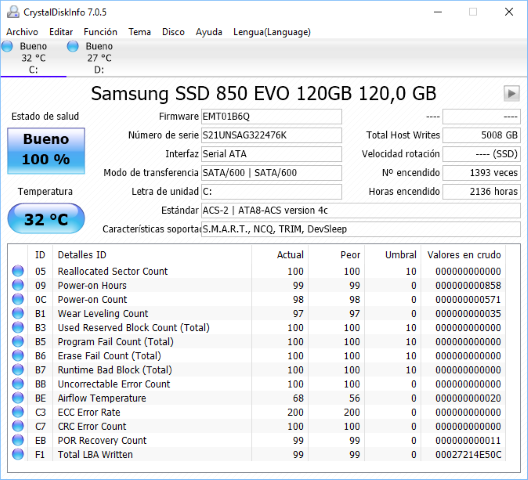 CrystalDiskInfo 7.0.5
Archivo Editar Función Tema Disco Ayuda Lengua(Language)
Bueno Bueno
32 °C 27 °C
C: D:
Samsung SSD 850 EVO 120GB 120,0 GB
Estado de salud
Bueno
100 %
Temperatura
32 °C
Firmware EMT01B6Q ---- ----
Número de serie S21UNSAG322476K Total Host Writes 5008 GB
Interfaz Serial ATA Velocidad rotación ---- (SSD)
Modo de transferencia SATA/600 | SATA/600 Nº encendido 1393 veces
Letra de unidad C: Horas encendido 2136 horas
Estándar ACS-2 | ATA8-ACS version 4c
Características soportac S.M.A.R.T., NCQ, TRIM, DevSleep
ID Detalles ID Actual Peor Umbral Valores en crudo
05 Reallocated Sector Count 100 100 10 000000000000
09 Power-on Hours 99 99 0 000000000858
0C Power-on Count 98 98 0 000000000571
B1 Wear Leveling Count 97 97 0 000000000035
B3 Used Reserved Block Count (Total) 100 100 10 000000000000
B5 Program Fail Count (Total) 100 100 10 000000000000
B6 Erase Fail Count (Total) 100 100 10 000000000000
B7 Runtime Bad Block (Total) 100 100 10 000000000000
BB Uncorrectable Error Count 100 100 0 000000000000
BE Airflow Temperature 68 56 0 000000000020
C3 ECC Error Rate 200 200 0 000000000000
C7 CRC Error Count 100 100 0 000000000000
EB POR Recovery Count 99 99 0 000000000011
F1 Total LBA Written 99 99 0 00027214E50C